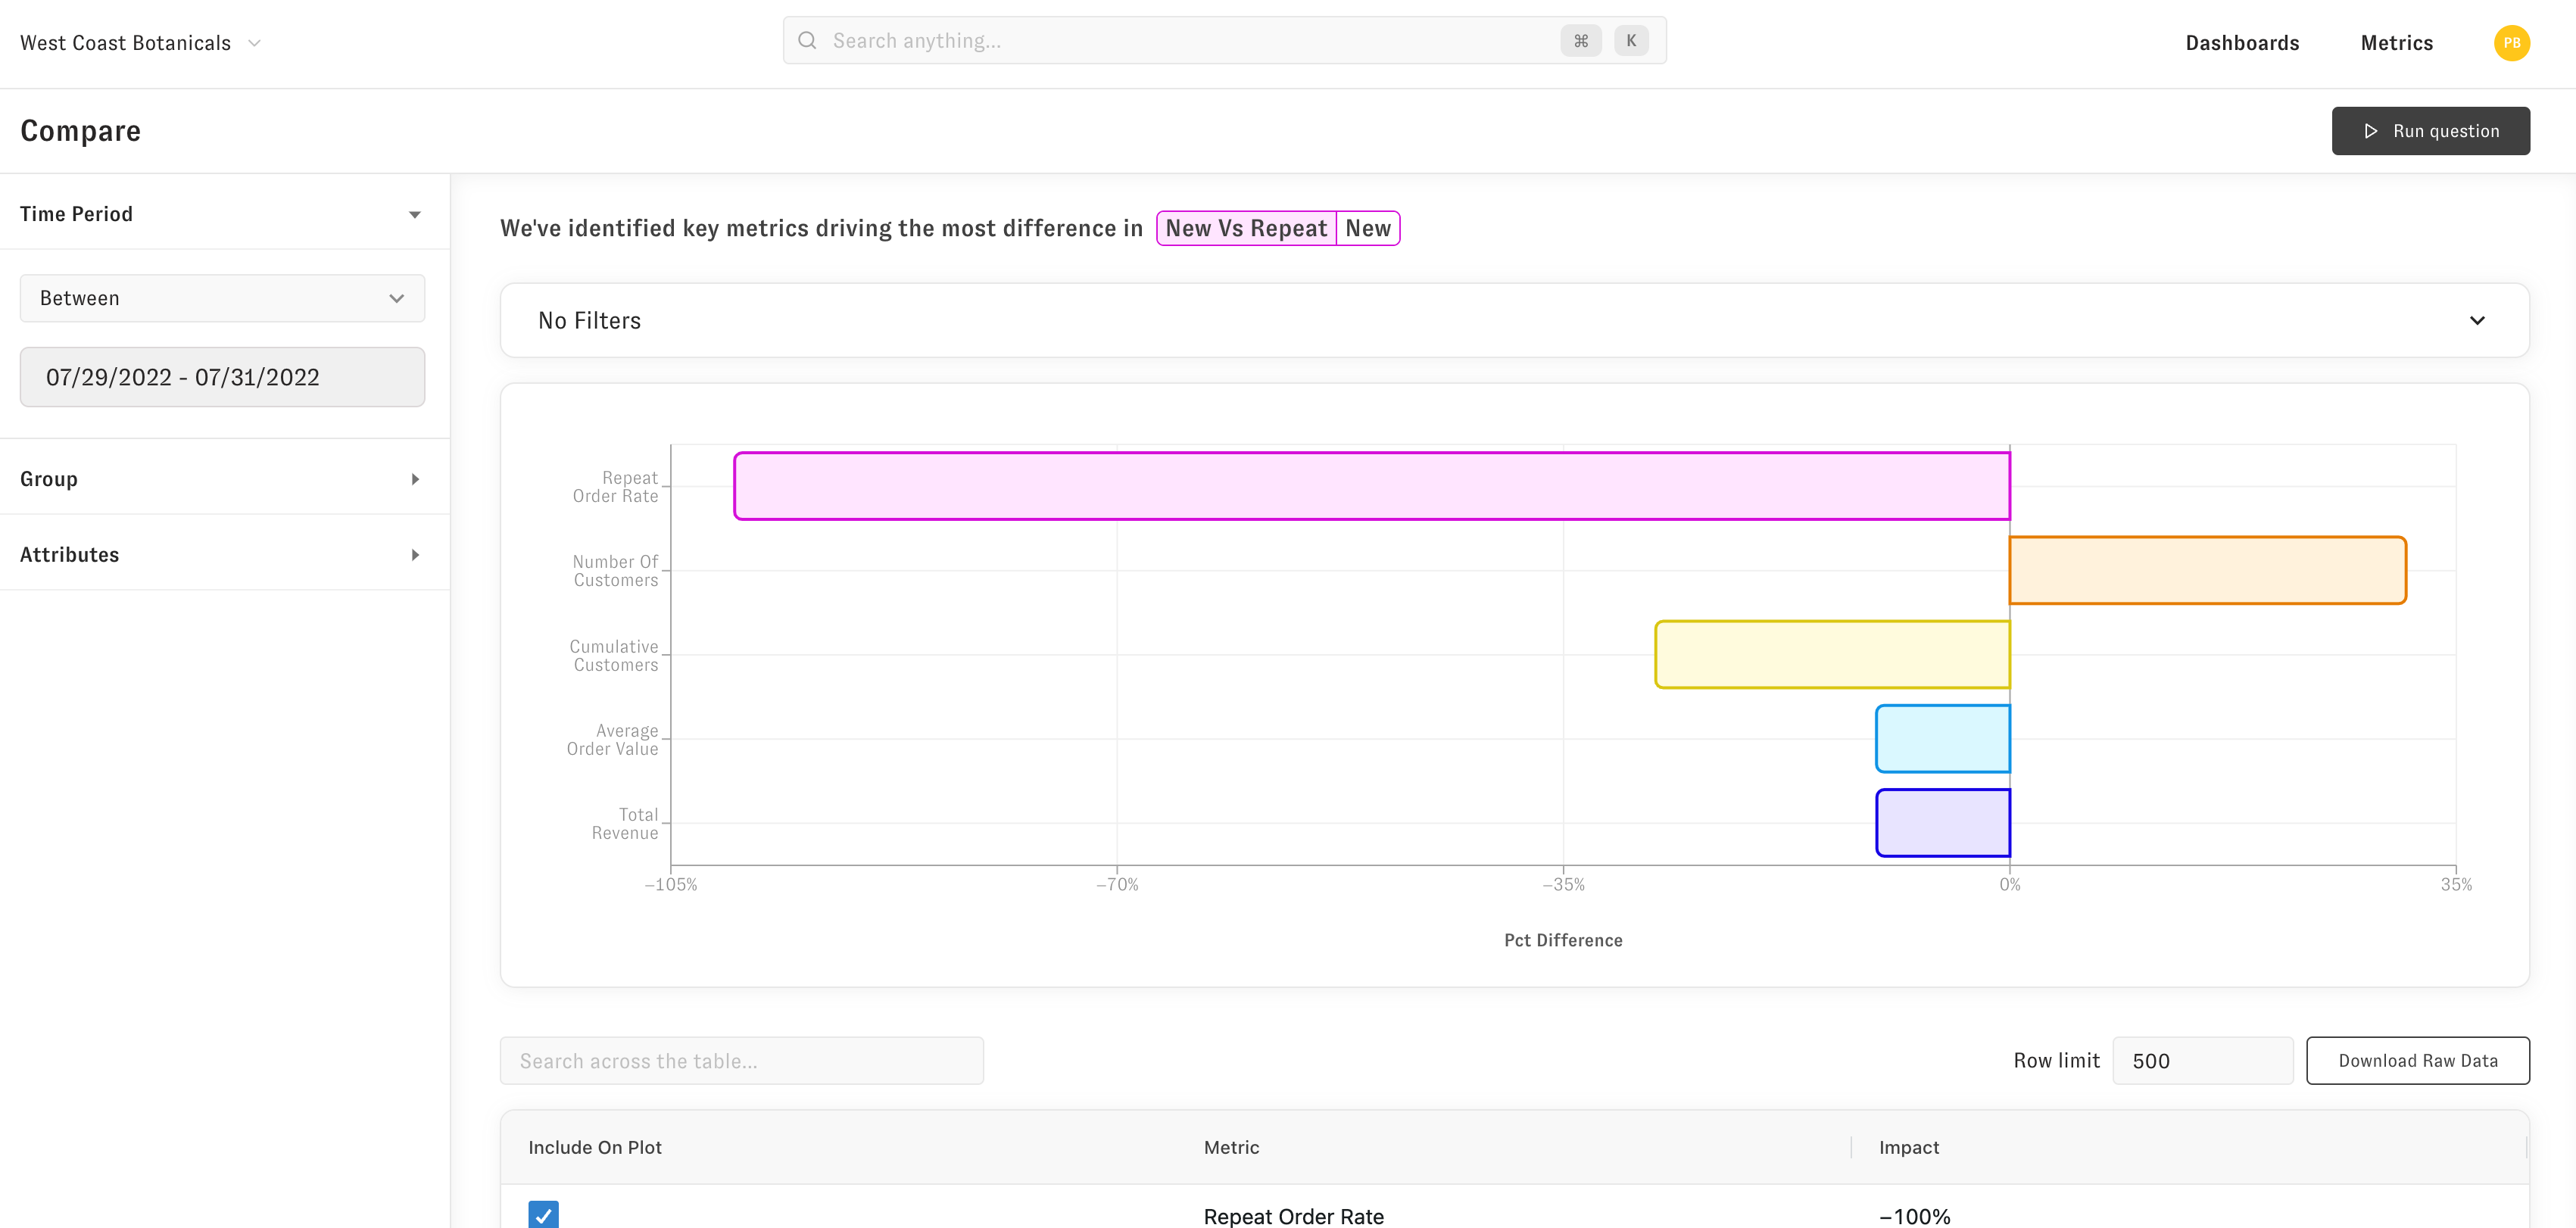 West Coast Botanicals
Search anything...
⌘ K
Dashboards
Metrics
PB
Compare
Run question
Time Period
Between
07/29/2022 - 07/31/2022
Group
Attributes
We've identified key metrics driving the most difference in New Vs Repeat New
No Filters
Repeat
Order Rate
Number Of
Customers
Cumulative
Customers
Average
Order Value
Total
Revenue
–105% –70% –35% 0% 35%
Pct Difference
Search across the table...
Row limit 500
Download Raw Data
Include On Plot Metric Impact
Repeat Order Rate –100%